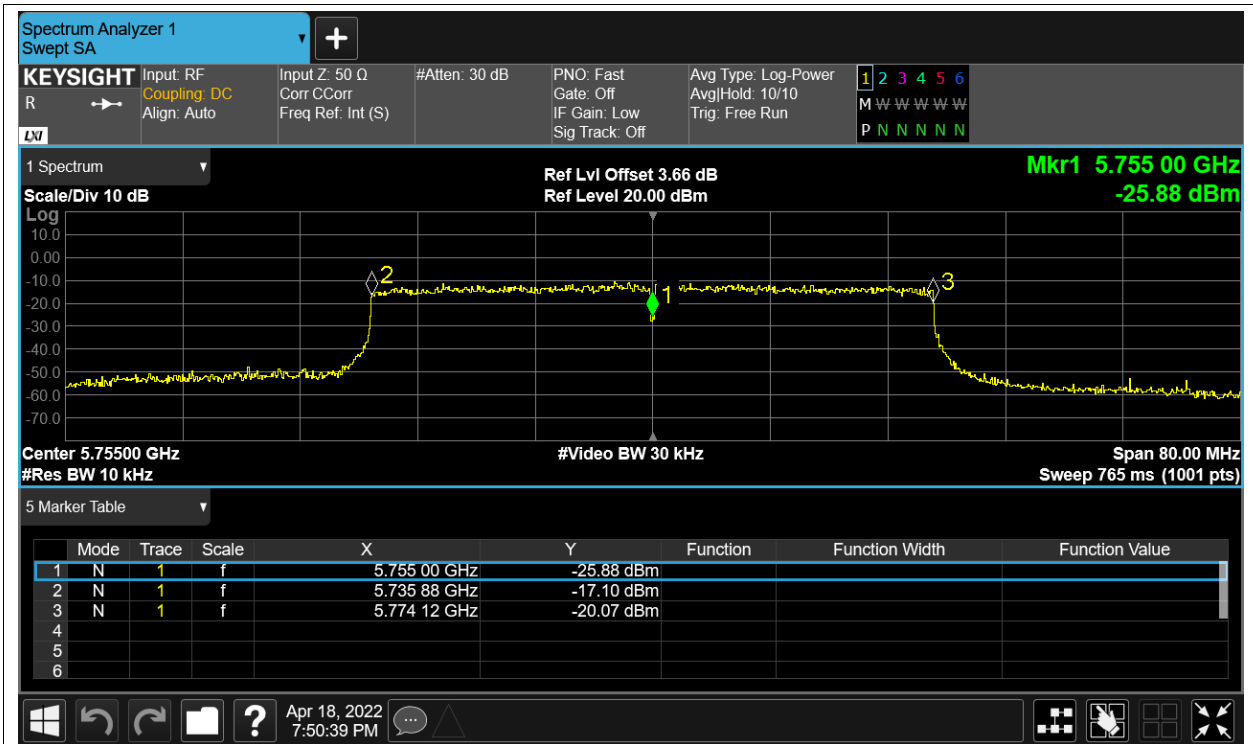 Spectrum Analyzer 1
Swept SA
KEYSIGHT
R
LXI
Input: RF
Coupling: DC
Align: Auto
Input Z: 50 Ω
Corr CCorr
Freq Ref: Int (S)
#Atten: 30 dB
PNO: Fast
Gate: Off
IF Gain: Low
Sig Track: Off
Avg Type: Log-Power
Avg|Hold: 10/10
Trig: Free Run
1 2 3 4 5 6
M W W W W W
P N N N N N
1 Spectrum
Scale/Div 10 dB
Ref Lvl Offset 3.66 dB
Ref Level 20.00 dBm
Mkr1 5.755 00 GHz
-25.88 dBm
Log
10.0
0.00
-10.0
-20.0
-30.0
-40.0
-50.0
-60.0
-70.0
2
1
3
Center 5.75500 GHz
#Video BW 30 kHz
Span 80.00 MHz
#Res BW 10 kHz
Sweep 765 ms (1001 pts)
5 Marker Table
Mode Trace Scale X Y Function Function Width Function Value
1 N 1 f 5.755 00 GHz -25.88 dBm
2 N 1 f 5.735 88 GHz -17.10 dBm
3 N 1 f 5.774 12 GHz -20.07 dBm
4
5
6
?
Apr 18, 2022
7:50:39 PM